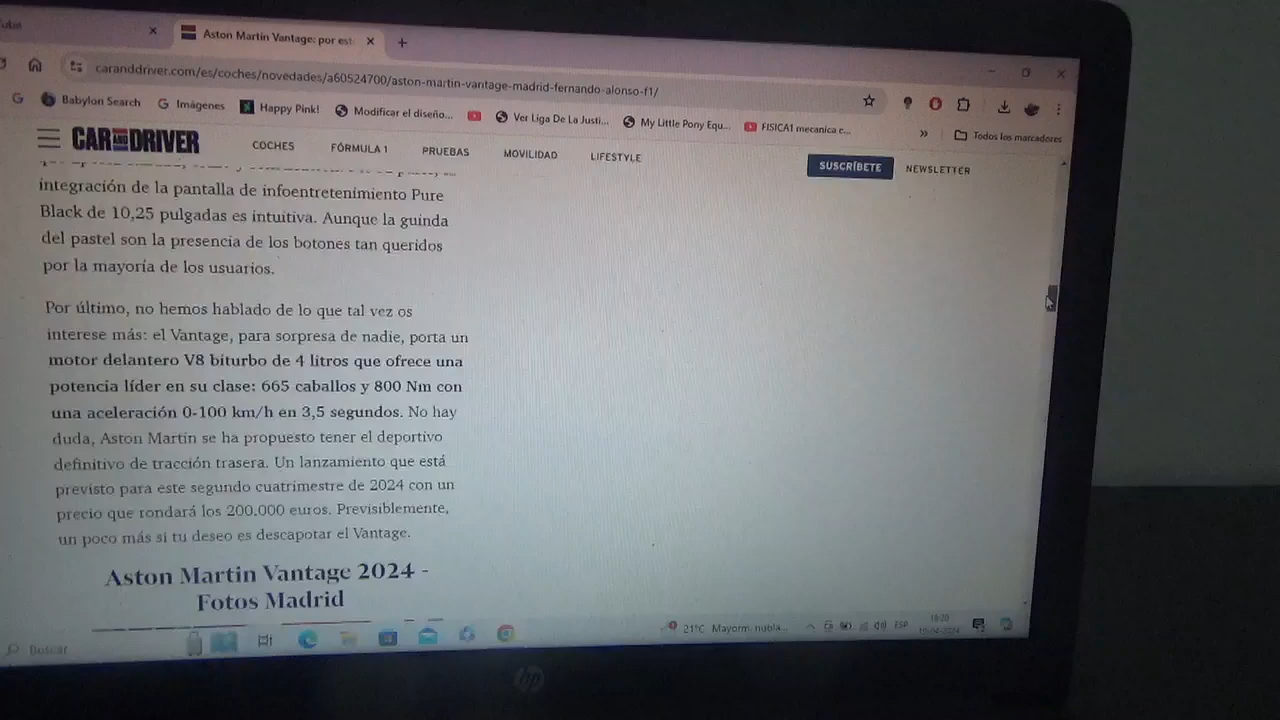 Aston Martin Vantage: por est
caranddriver.com/es/coches/novedades/a60524700/aston-martin-vantage-madrid-fernando-alonso-f1/
Babylon Search
Imágenes
Happy Pink!
Modificar el diseño...
Ver Liga De La Justi...
My Little Pony Equ...
FISICA1 mecanica c...
»
Todos los marcadores
CAR AND DRIVER
COCHES
FÓRMULA 1
PRUEBAS
MOVILIDAD
LIFESTYLE
SUSCRÍBETE
NEWSLETTER
integración de la pantalla de infoentretenimiento Pure
Black de 10,25 pulgadas es intuitiva. Aunque la guinda
del pastel son la presencia de los botones tan queridos
por la mayoría de los usuarios.
Por último, no hemos hablado de lo que tal vez os
interese más: el Vantage, para sorpresa de nadie, porta un
motor delantero V8 biturbo de 4 litros que ofrece una
potencia líder en su clase: 665 caballos y 800 Nm con
una aceleración 0-100 km/h en 3,5 segundos. No hay
duda, Aston Martin se ha propuesto tener el deportivo
definitivo de tracción trasera. Un lanzamiento que está
previsto para este segundo cuatrimestre de 2024 con un
precio que rondará los 200.000 euros. Previsiblemente,
un poco más si tu deseo es descapotar el Vantage.
Aston Martin Vantage 2024 -
Fotos Madrid
Buscar
21°C Mayorm. nubla...
ESP
hp